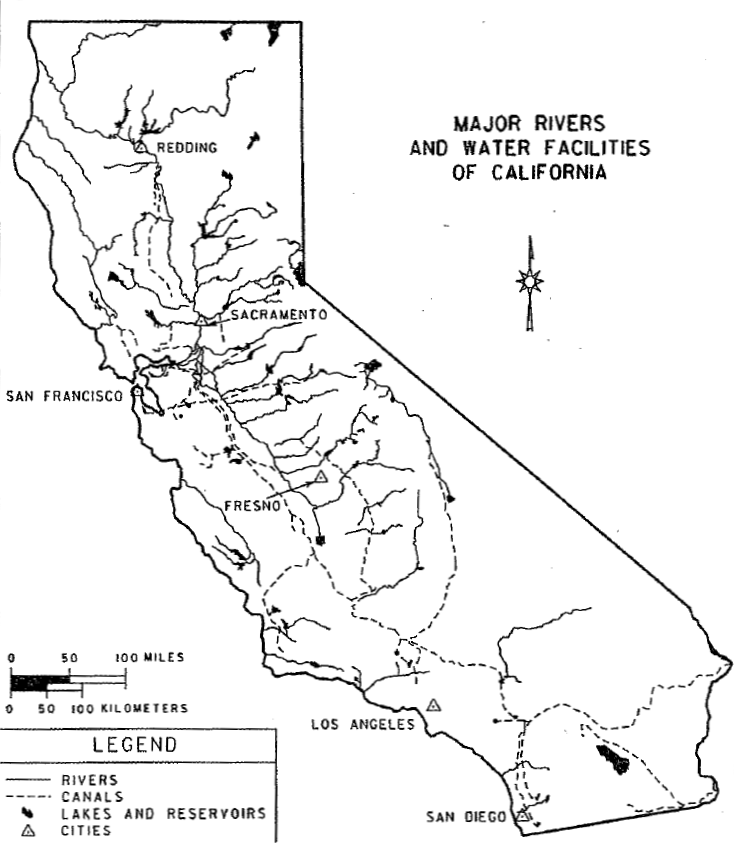 MAJOR RIVERS
AND WATER FACILITIES
OF CALIFORNIA
REDDING
SACRAMENTO
SAN FRANCISCO
FRESNO
0 50 100 MILES
0 50 100 KILOMETERS
LOS ANGELES
LEGEND
RIVERS
CANALS
LAKES AND RESERVOIRS
CITIES
SAN DIEGO